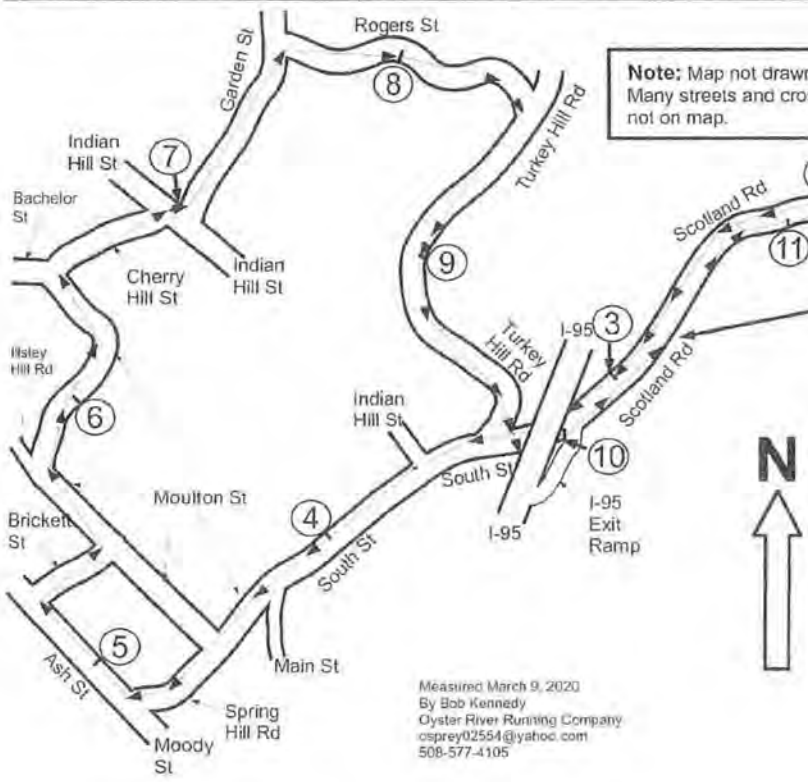 Rogers St
Garden St
8
Note: Map not drawn
Many streets and cro
not on map.
Indian
Hill St
7
Turkey Hill Rd
Bachelor
St
Scotland Rd
11
Cherry
Hill St
Indian
Hill St
9
I-95
3
Turkey
Hill Rd
Illsley
Hill Rd
Scotland Rd
6
Indian
Hill St
N
South St
10
Moulton St
4
I-95
I-95
Exit
Ramp
Brickett
St
South St
5
Ash St
Main St
Spring
Hill Rd
Moody
St
Measured March 9, 2020
By Bob Kennedy
Oyster River Running Company
osprey02554@yahoo.com
508-577-4105